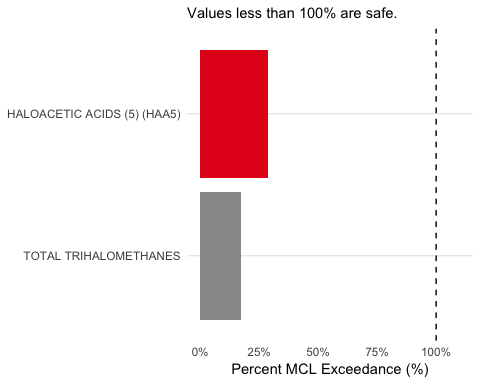 Values less than 100% are safe.
HALOACETIC ACIDS (5) (HAA5)
TOTAL TRIHALOMETHANES
0% 25% 50% 75% 100%
Percent MCL Exceedance (%)